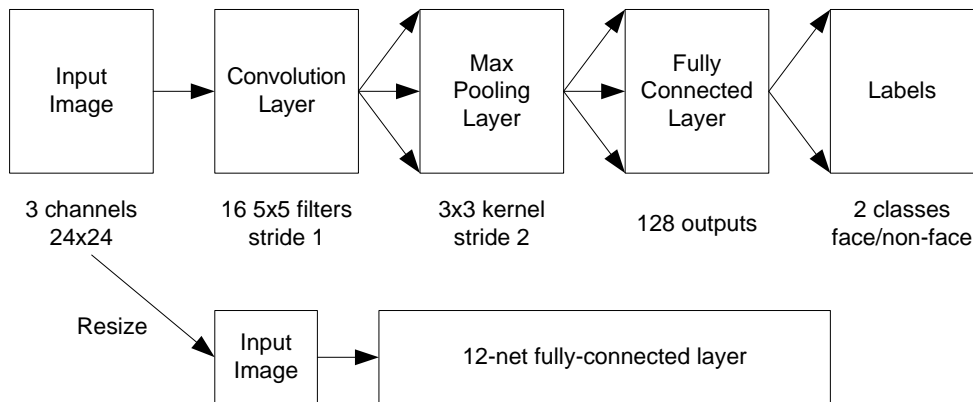 Input
Image
Convolution
Layer
Max
Pooling
Layer
Fully
Connected
Layer
Labels
3 channels
24x24
16 5x5 filters
stride 1
3x3 kernel
stride 2
128 outputs
2 classes
face/non-face
Resize
Input
Image
12-net fully-connected layer